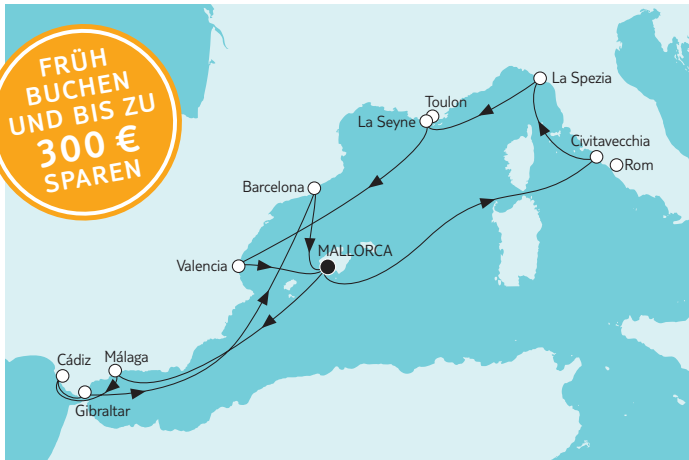 FRÜH
BUCHEN
UND BIS ZU
300 €
SPAREN
La Spezia
Toulon
La Seyne
Civitavecchia
Rom
Barcelona
MALLORCA
Valencia
Cádiz
Málaga
Gibraltar